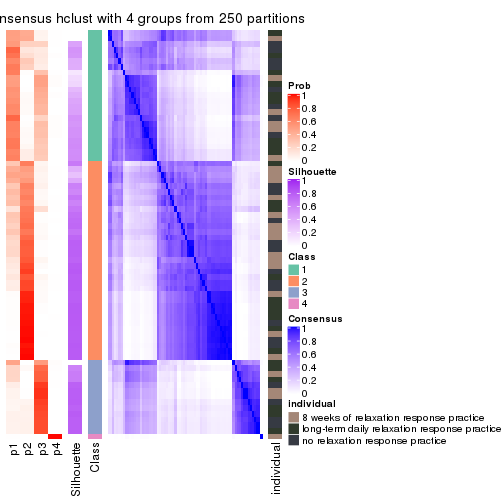 nsensus hclust with 4 groups from 250 partitions
Prob
1
0.8
0.6
0.4
0.2
0
Silhouette
1
0.8
0.6
0.4
0.2
0
Class
1
2
3
4
Consensus
1
0.8
0.6
0.4
0.2
0
individual
8 weeks of relaxation response practice
long-term daily relaxation response practice
no relaxation response practice
p1
p2
p3
p4
Silhouette
Class
individual